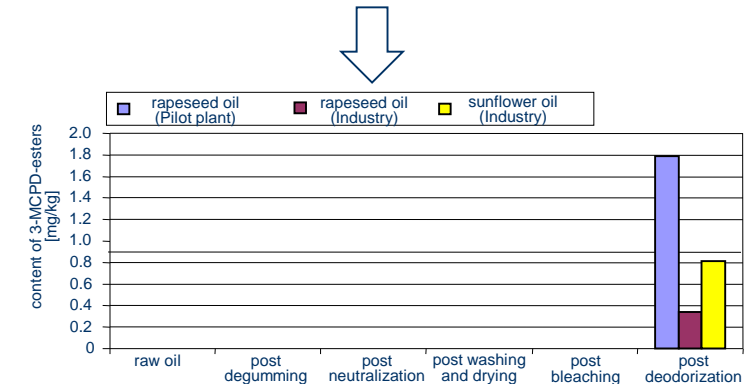 rapeseed oil
(Pilot plant)
rapeseed oil
(Industry)
sunflower oil
(Industry)
content of 3-MCPD-esters
[mg/kg]
2.0
1.8
1.6
1.4
1.2
1.0
0.8
0.6
0.4
0.2
0
raw oil
post
degumming
post
neutralization
post washing
and drying
post
bleaching
post
deodorization